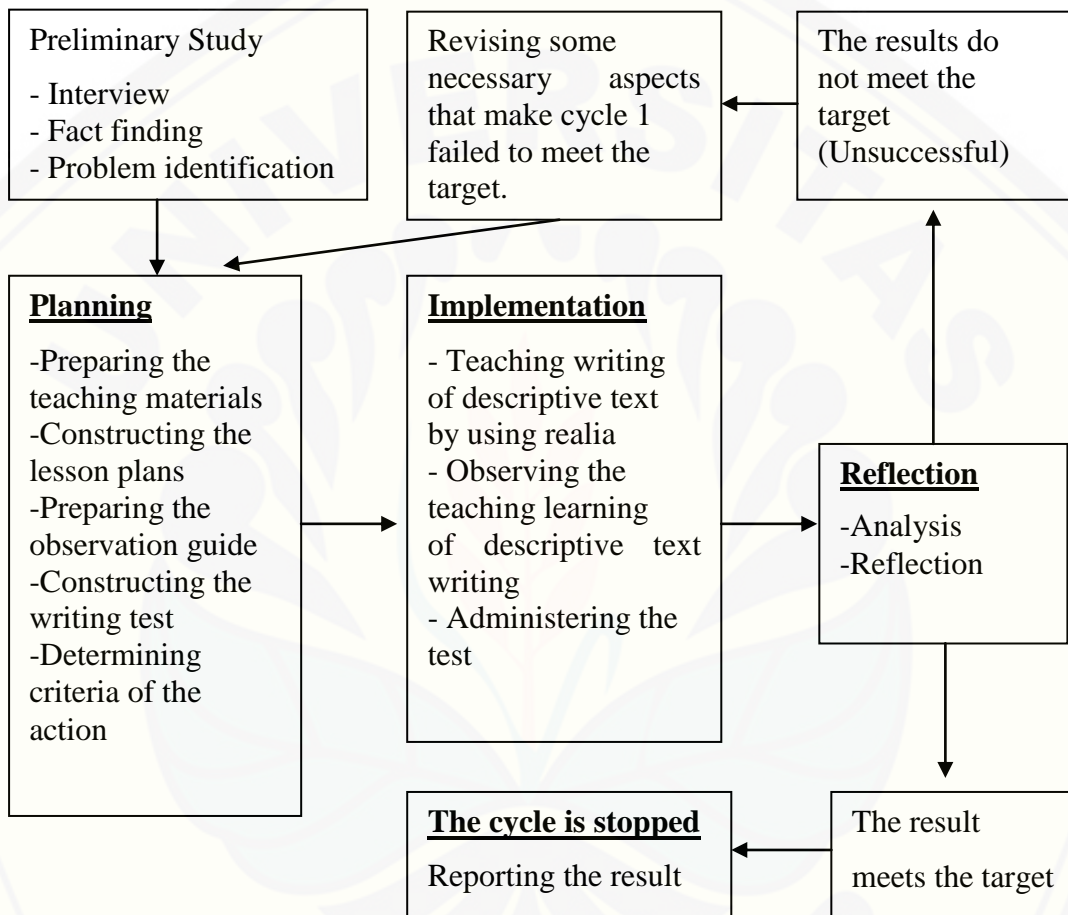 Preliminary Study
- Interview
- Fact finding
- Problem identification
Revising some
necessary aspects
that make cycle 1
failed to meet the
target.
The results do
not meet the
target
(Unsuccessful)
Planning
-Preparing the
teaching materials
-Constructing the
lesson plans
-Preparing the
observation guide
-Constructing the
writing test
-Determining
criteria of the
action
Implementation
- Teaching writing
of descriptive text
by using realia
- Observing the
teaching learning
of descriptive text
writing
- Administering the
test
Reflection
-Analysis
-Reflection
The cycle is stopped
Reporting the result
The result
meets the target
UNIVERSITAS